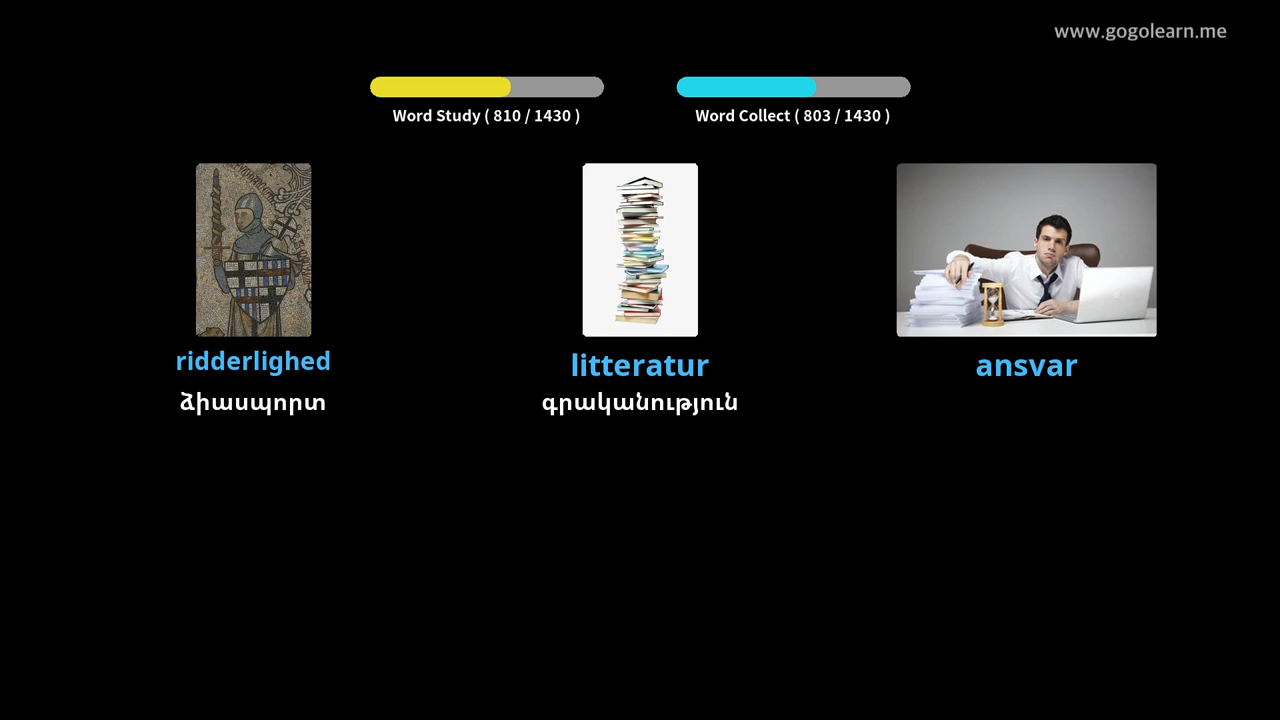 www.gogolearn.me
Word Study ( 810 / 1430 )
Word Collect ( 803 / 1430 )
ridderlighed
litteratur
ansvar
ձիասպորտ
գրականություն